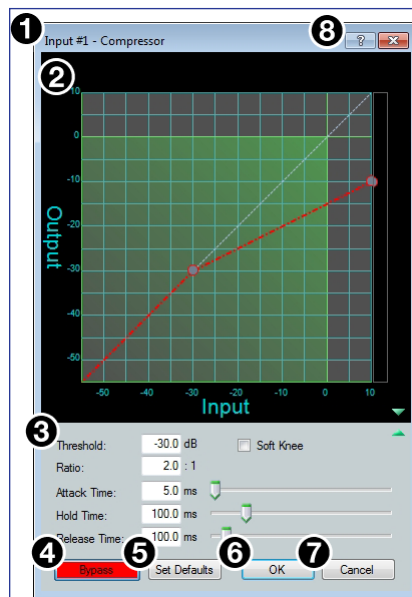 1
8
Input #1 - Compressor
?
2
10
0
-10
-20
-30
-40
-50
Output
-50 -40 -30 -20 -10 0 10
Input
3
Threshold: -30.0 dB Soft Knee
Ratio: 2.0 : 1
Attack Time: 5.0 ms
Hold Time: 100.0 ms
Release Time: 100.0 ms
4 5 6 7
Bypass Set Defaults OK Cancel